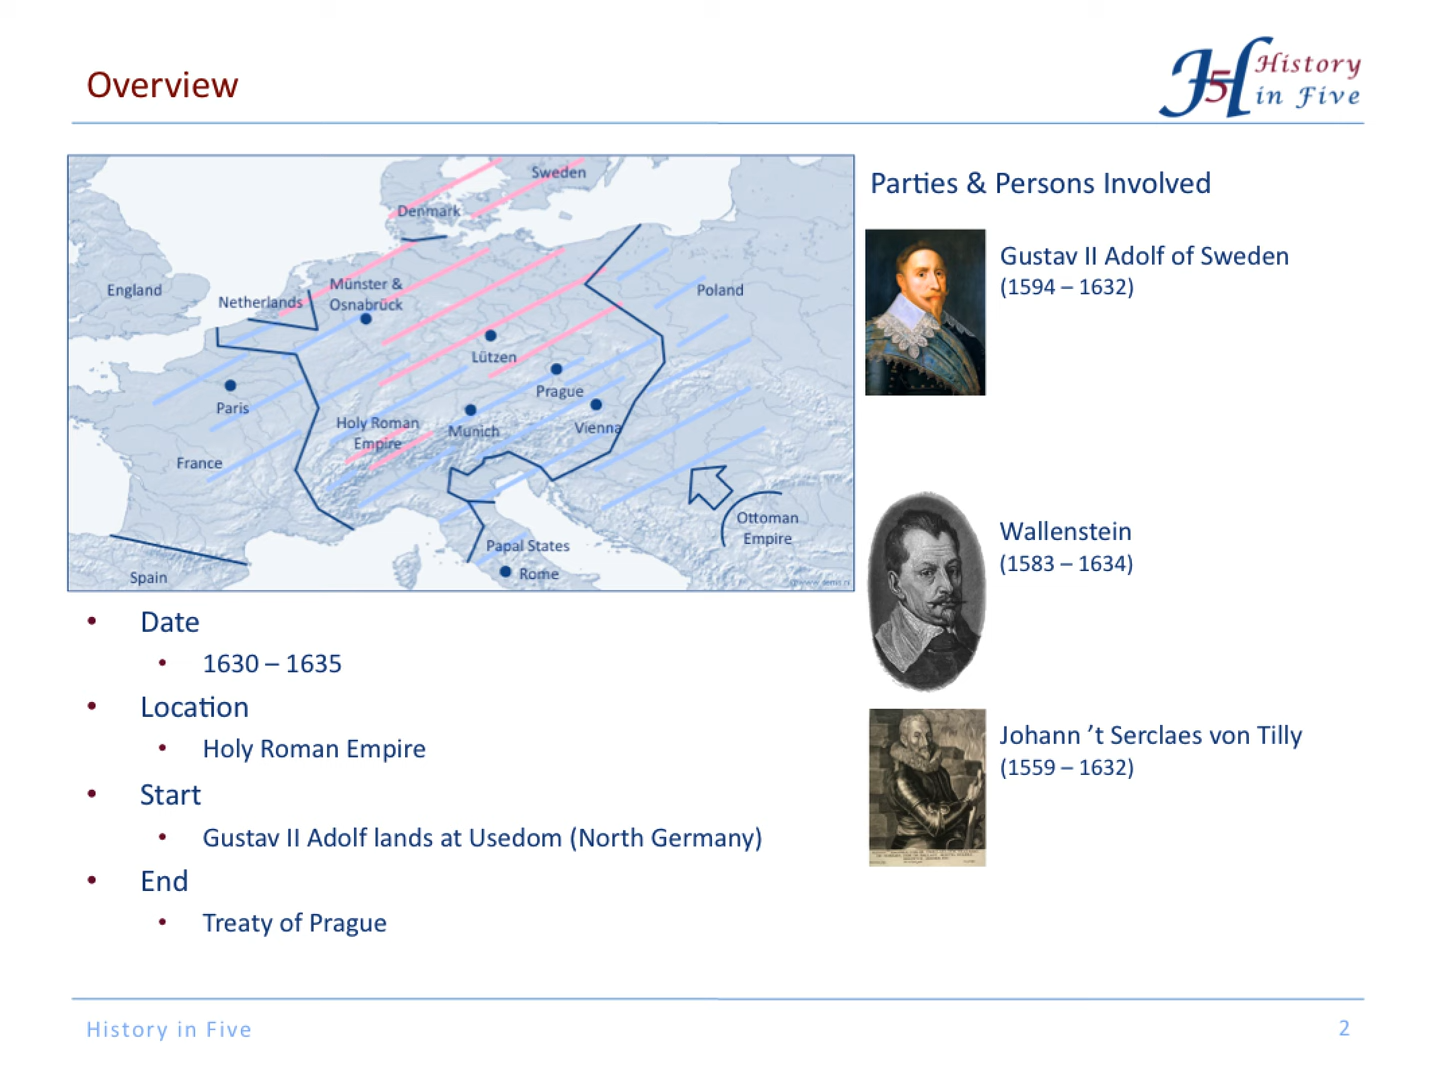 Overview
History
in Five
Sweden
Denmark
England
Netherlands
Münster &
Osnabrück
Poland
Lützen
Paris
Prague
Holy Roman
Empire
Munich
Vienna
France
Ottoman
Empire
Papal States
Spain
Rome
Parties & Persons Involved
Gustav II Adolf of Sweden
(1594 – 1632)
Wallenstein
(1583 – 1634)
Johann ’t Serclaes von Tilly
(1559 – 1632)
• Date
• 1630 – 1635
• Location
• Holy Roman Empire
• Start
• Gustav II Adolf lands at Usedom (North Germany)
• End
• Treaty of Prague
History in Five
2